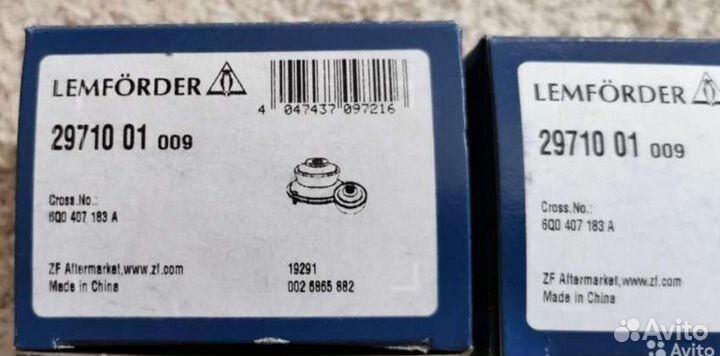 LEMFÖRDER
4 047437 097216
29710 01 009
Cross.No.:
6Q0 407 183 A
ZF Aftermarket,www.zf.com
Made in China
19291
002 6865 882
LEMFÖRDER
29710 01 009
Cross.No.:
6Q0 407 183 A
ZF Aftermarket,www.zf.com
Made in China
Avito
Avito